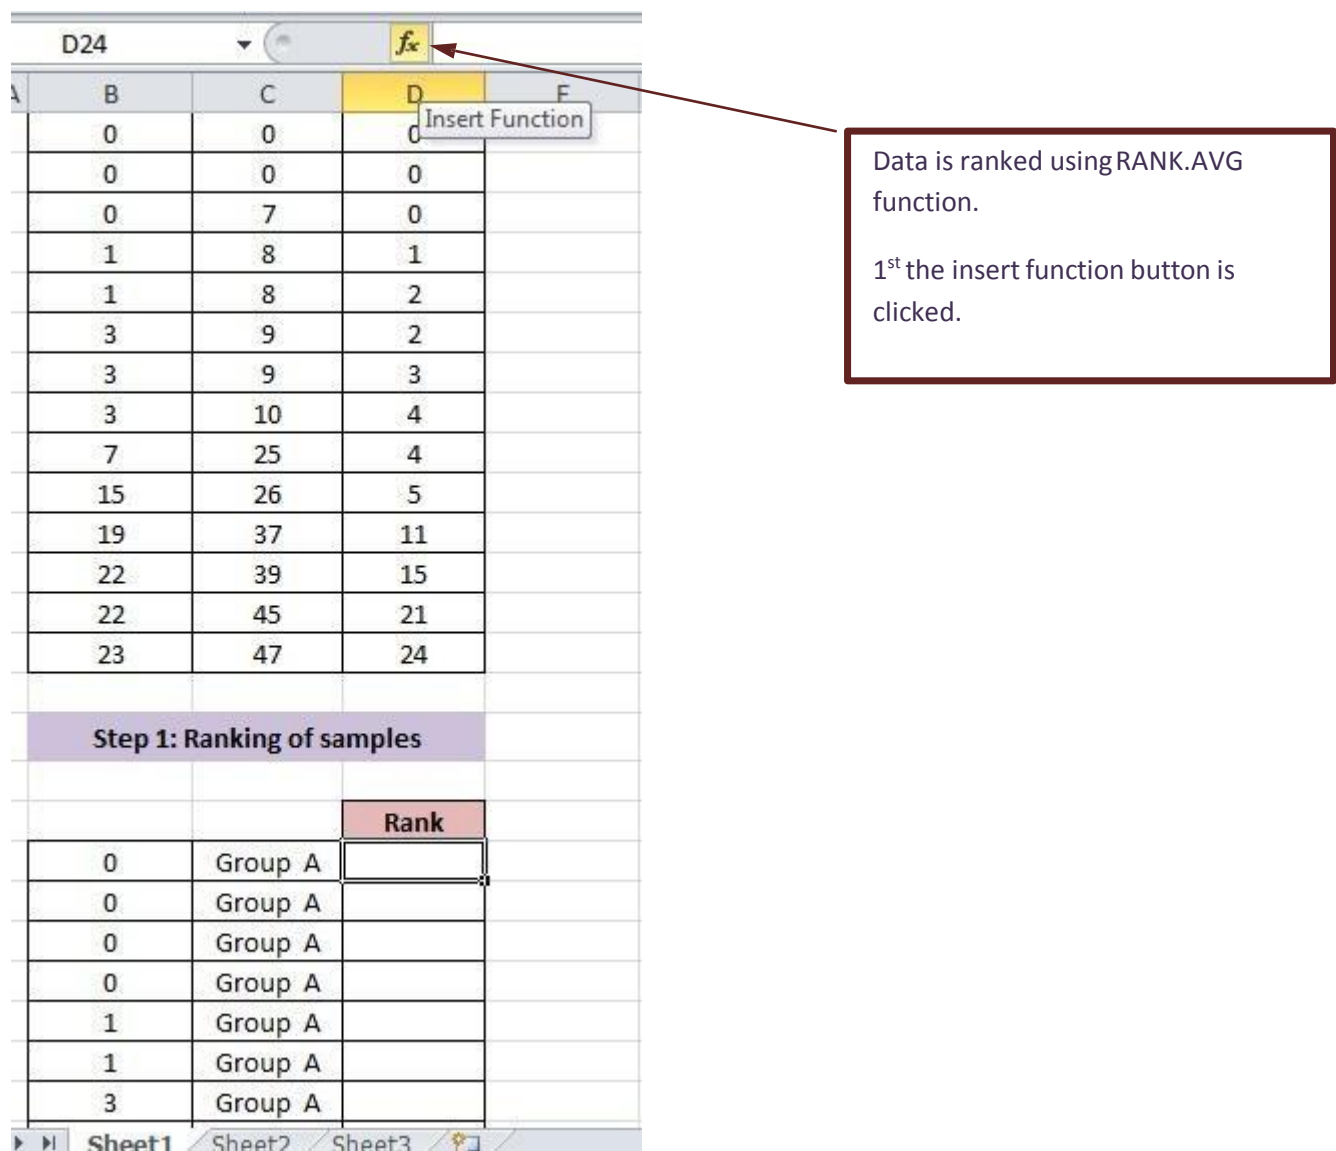 D24 fx
A B C D F
Insert Function
0 0 0
0 0 0
0 7 0
1 8 1
1 8 2
3 9 2
3 9 3
3 10 4
7 25 4
15 26 5
19 37 11
22 39 15
22 45 21
23 47 24
Step 1: Ranking of samples
Rank
0 Group A
0 Group A
0 Group A
0 Group A
1 Group A
1 Group A
3 Group A
Sheet1 Sheet2 Sheet3
Data is ranked using RANK.AVG
function.
1st the insert function button is
clicked.